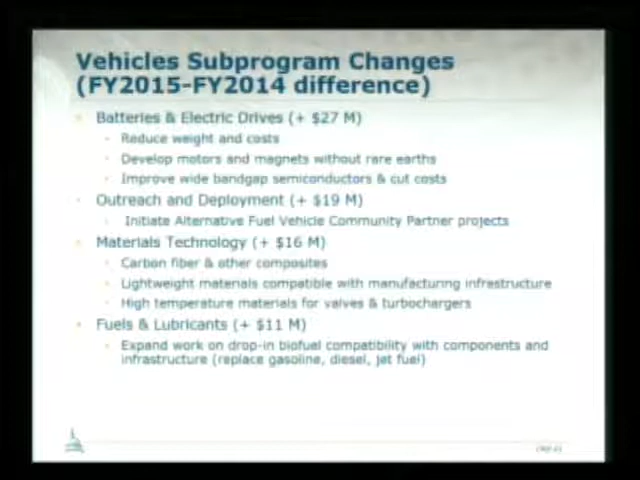 Vehicles Subprogram Changes
(FY2015-FY2014 difference)
Batteries & Electric Drives (+ $27 M)
Reduce weight and costs
Develop motors and magnets without rare earths
Improve wide bandgap semiconductors & cut costs
Outreach and Deployment (+ $19 M)
Initiate Alternative Fuel Vehicle Community Partner projects
Materials Technology (+ $16 M)
Carbon fiber & other composites
Lightweight materials compatible with manufacturing infrastructure
High temperature materials for valves & turbochargers
Fuels & Lubricants (+ $11 M)
Expand work on drop-in biofuel compatibility with components and
infrastructure (replace gasoline, diesel, jet fuel)